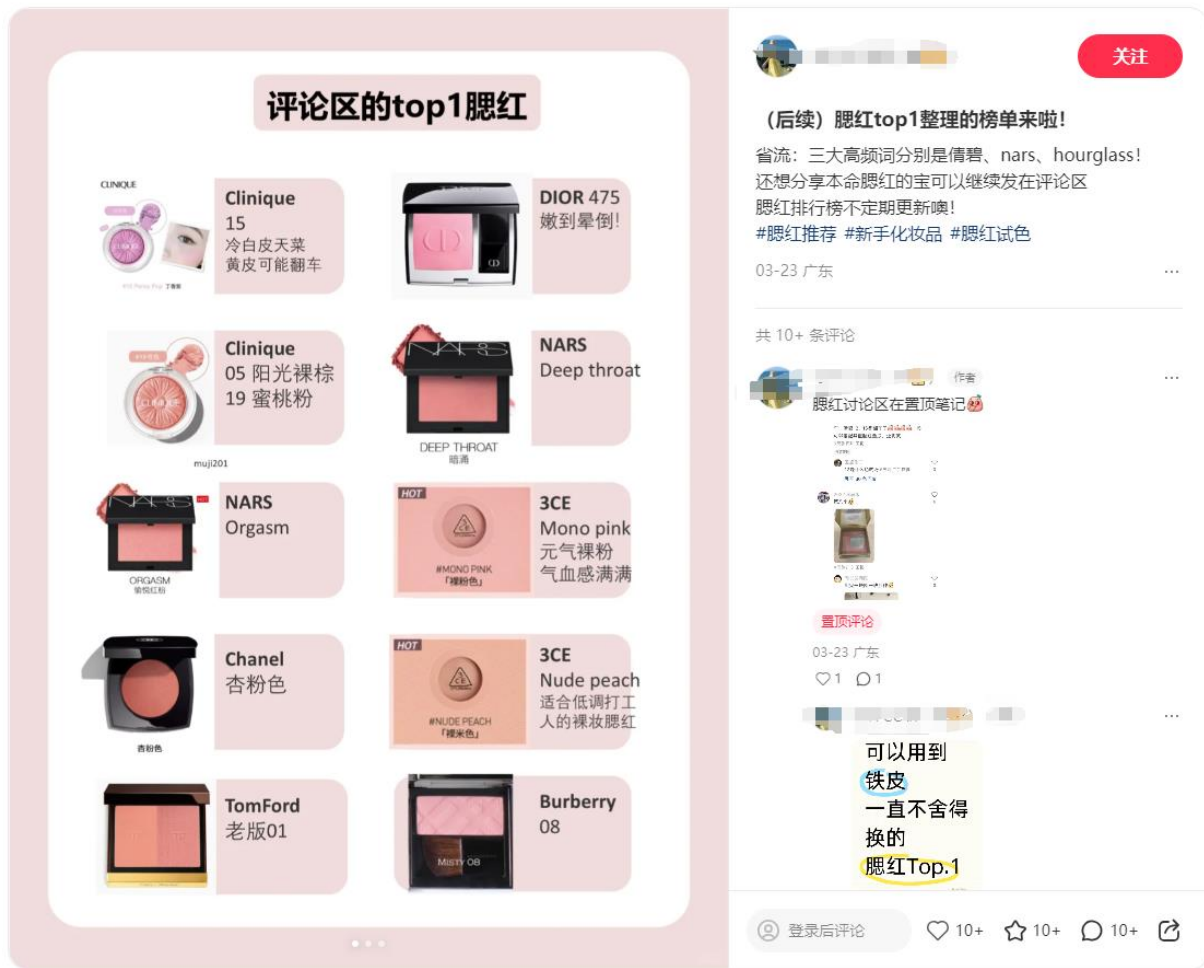 评论区的top1腮红
CLINIQUE
Clinique
15
冷白皮天菜
黄皮可能翻车
DIOR 475
嫩到晕倒!
Clinique
05 阳光裸棕
19 蜜桃粉
muji201
NARS
NARS
Deep throat
DEEP THROAT
暗涌
NARS
HOT
ORGASM
NARS
Orgasm
HOT
3CE
#MONO PINK
「裸粉色」
3CE
Mono pink
元气裸粉
气血感满满
杏粉色
Chanel
杏粉色
HOT
3CE
#NUDE PEACH
「裸米色」
3CE
Nude peach
适合低调打工
人的裸妆腮红
TomFord
老版01
MISTY 08
Burberry
08
关注
（后续）腮红top1整理的榜单来啦！
省流：三大高频词分别是倩碧、nars、hourglass！
还想分享本命腮红的宝可以继续发在评论区
腮红排行榜不定期更新噢！
#腮红推荐 #新手化妆品 #腮红试色
03-23 广东
共 10+ 条评论
作者
腮红讨论区在置顶笔记
置顶评论
03-23 广东
1 1
可以用到
铁皮
一直不舍得
换的
腮红Top.1
登录后评论 10+ 10+ 10+